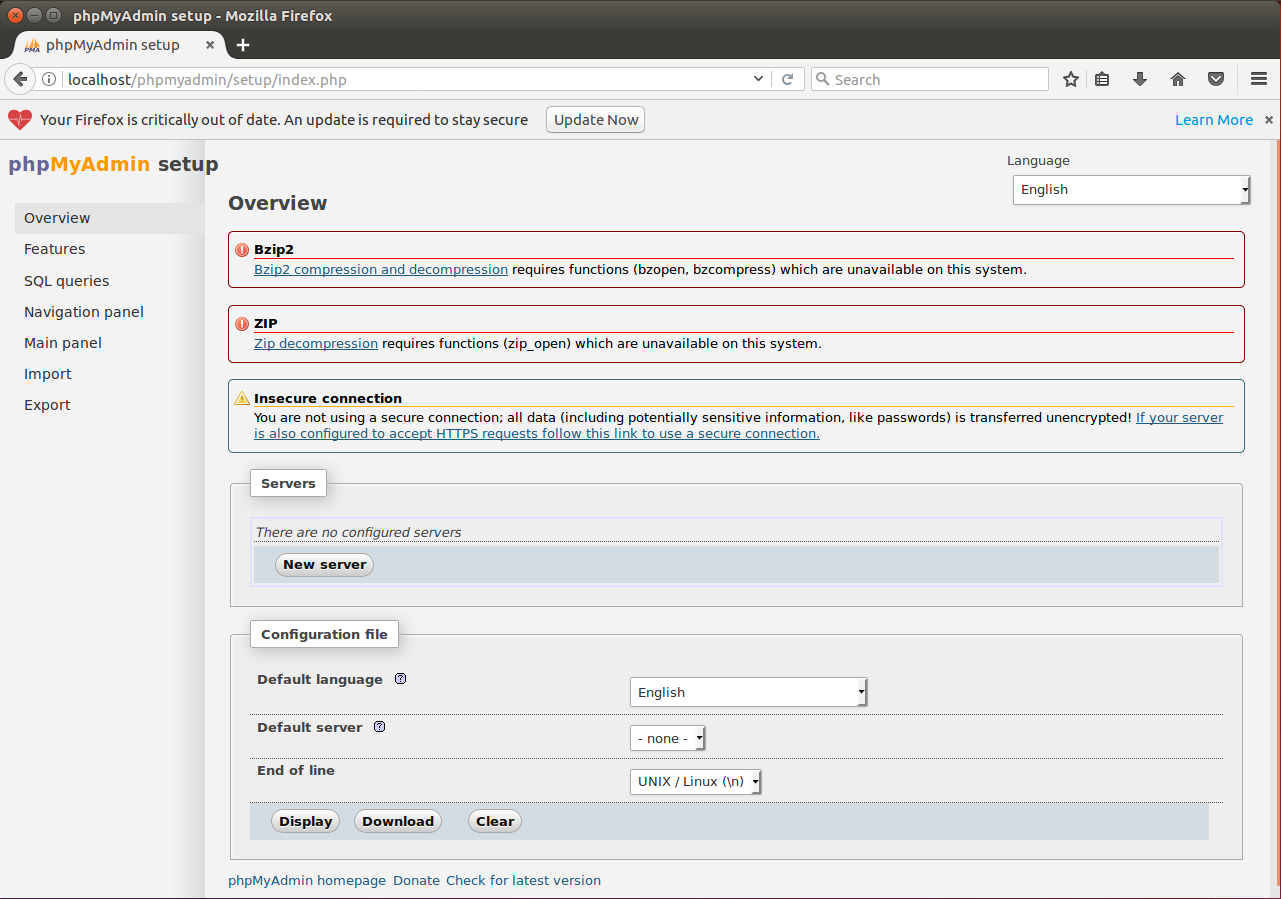 phpMyAdmin setup - Mozilla Firefox
PMA phpMyAdmin setup
localhost/phpmyadmin/setup/index.php
Search
Your Firefox is critically out of date. An update is required to stay secure
Update Now
Learn More
phpMyAdmin setup
Language
English
Overview
Features
SQL queries
Navigation panel
Main panel
Import
Export
Overview
Bzip2
Bzip2 compression and decompression requires functions (bzopen, bzcompress) which are unavailable on this system.
ZIP
Zip decompression requires functions (zip_open) which are unavailable on this system.
Insecure connection
You are not using a secure connection; all data (including potentially sensitive information, like passwords) is transferred unencrypted! If your server
is also configured to accept HTTPS requests follow this link to use a secure connection.
Servers
There are no configured servers
New server
Configuration file
Default language
English
Default server
- none -
End of line
UNIX / Linux (\n)
Display
Download
Clear
phpMyAdmin homepage Donate Check for latest version